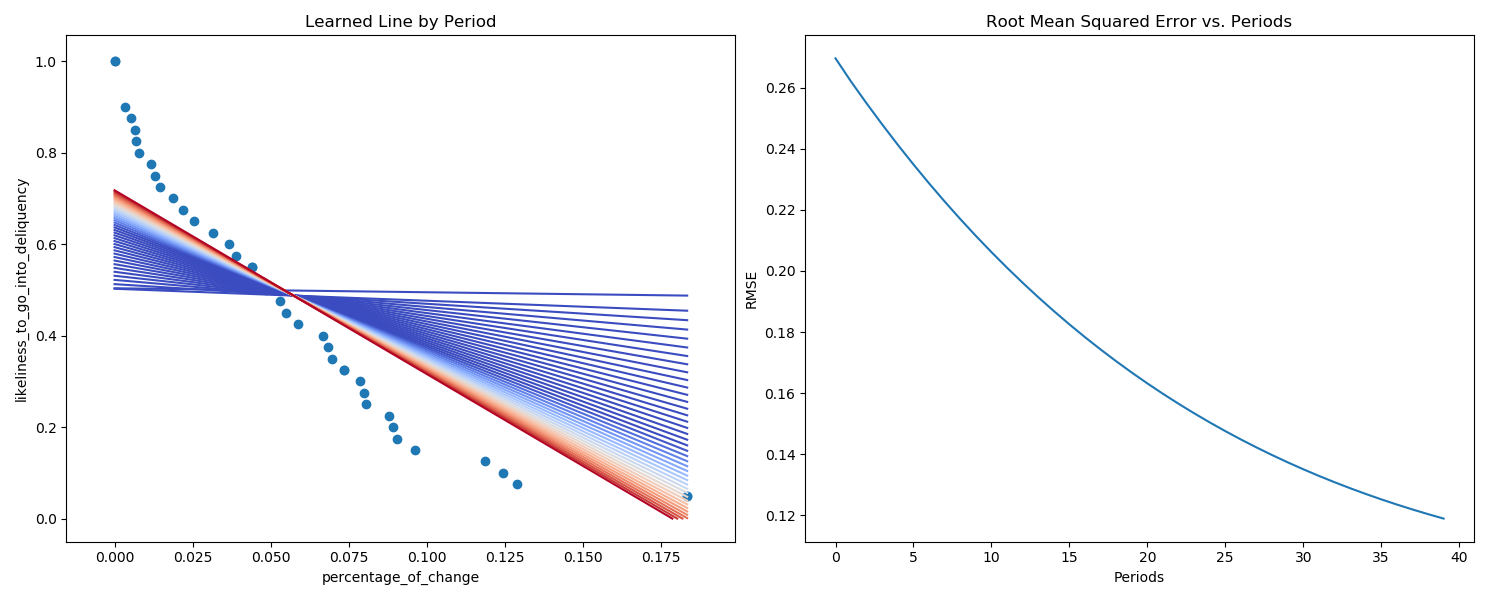 Learned Line by Period
likeliness_to_go_into_deliquency
1.0
0.8
0.6
0.4
0.2
0.0
0.000 0.025 0.050 0.075 0.100 0.125 0.150 0.175
percentage_of_change
Root Mean Squared Error vs. Periods
RMSE
0.26
0.24
0.22
0.20
0.18
0.16
0.14
0.12
0 5 10 15 20 25 30 35 40
Periods